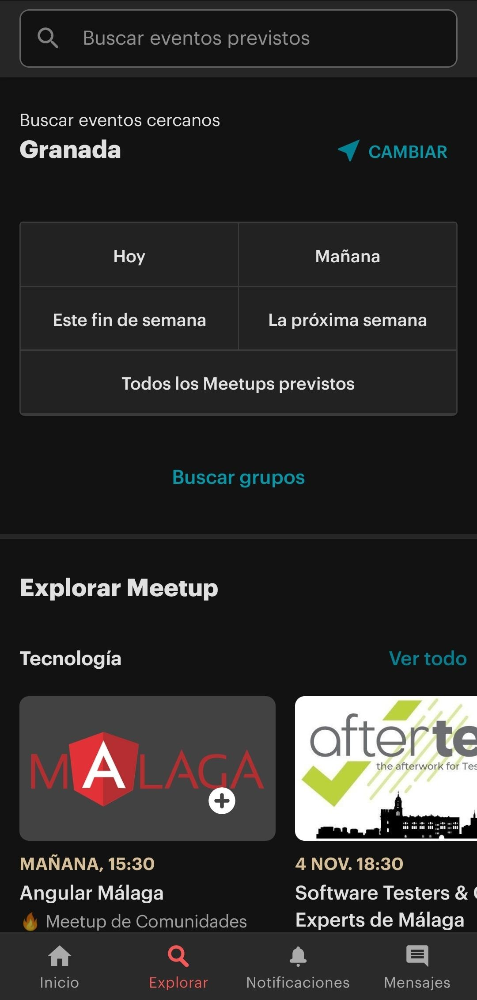 Buscar eventos previstos
Buscar eventos cercanos
Granada
CAMBIAR
Hoy
Mañana
Este fin de semana
La próxima semana
Todos los Meetups previstos
Buscar grupos
Explorar Meetup
Tecnología
Ver todo
MALAGA
afterte
the afterwork for Tes
MAÑANA, 15:30
Angular Málaga
🔥 Meetup de Comunidades
4 NOV. 18:30
Software Testers &
Experts de Málaga
Inicio
Explorar
Notificaciones
Mensajes